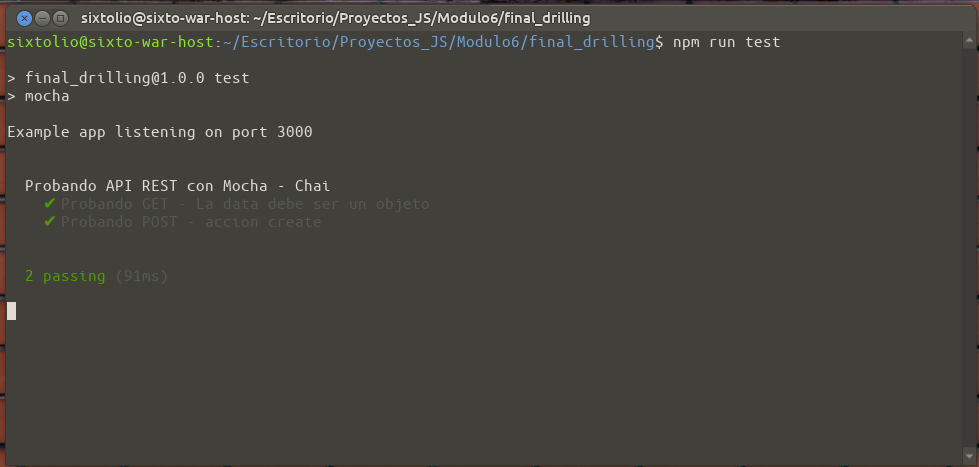 sixtolio@sixto-war-host: ~/Escritorio/Proyectos_JS/Modulo6/final_drilling
sixtolio@sixto-war-host:~/Escritorio/Proyectos_JS/Modulo6/final_drilling$ npm run test
> final_drilling@1.0.0 test
> mocha
Example app listening on port 3000
Probando API REST con Mocha - Chai
✔ Probando GET - La data debe ser un objeto
✔ Probando POST - accion create
2 passing (91ms)